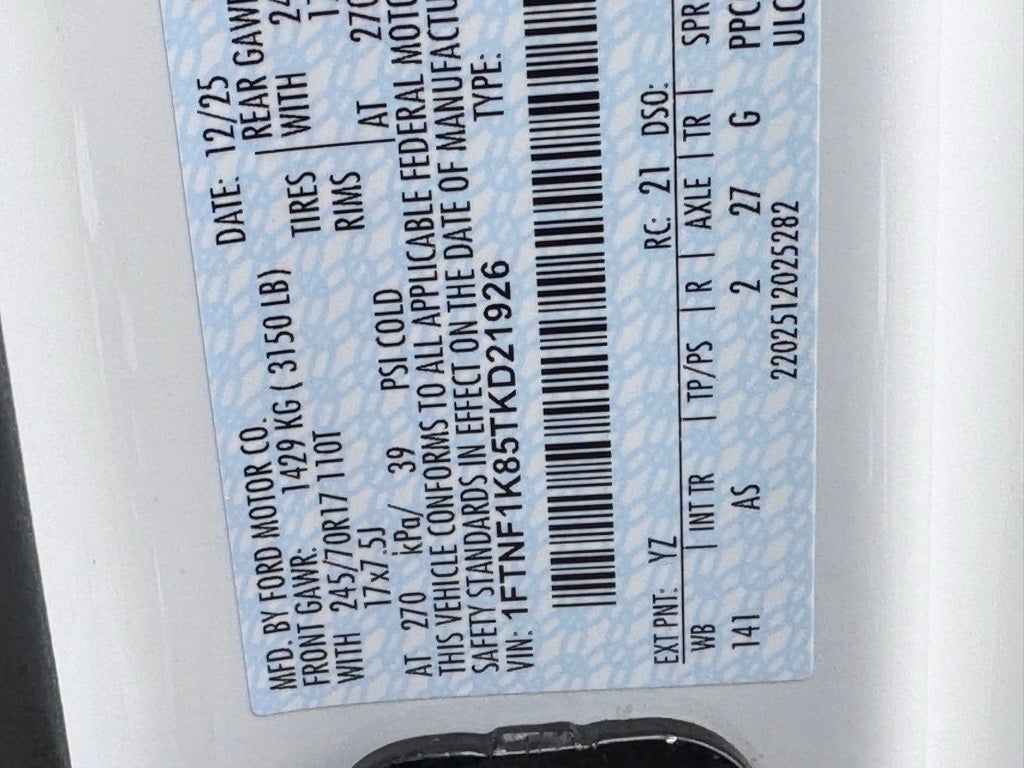 MFD. BY FORD MOTOR CO. DATE: 12/25
FRONT GAWR: 1429 KG ( 3150 LB) REAR GAWR
WITH 245/70R17 110T TIRES WITH 24
17x7.5J RIMS
AT 270 kPa/ 39 PSI COLD AT 270
THIS VEHICLE CONFORMS TO ALL APPLICABLE FEDERAL MOTO
SAFETY STANDARDS IN EFFECT ON THE DATE OF MANUFACTU
VIN: 1FTNF1K85TKD21926 TYPE:
EXT PNT: YZ RC: 21 DSO:
WB | INT TR | TP/PS | R | AXLE | TR | SPR
141 AS 2 27 G PPC
2202512025282 ULC